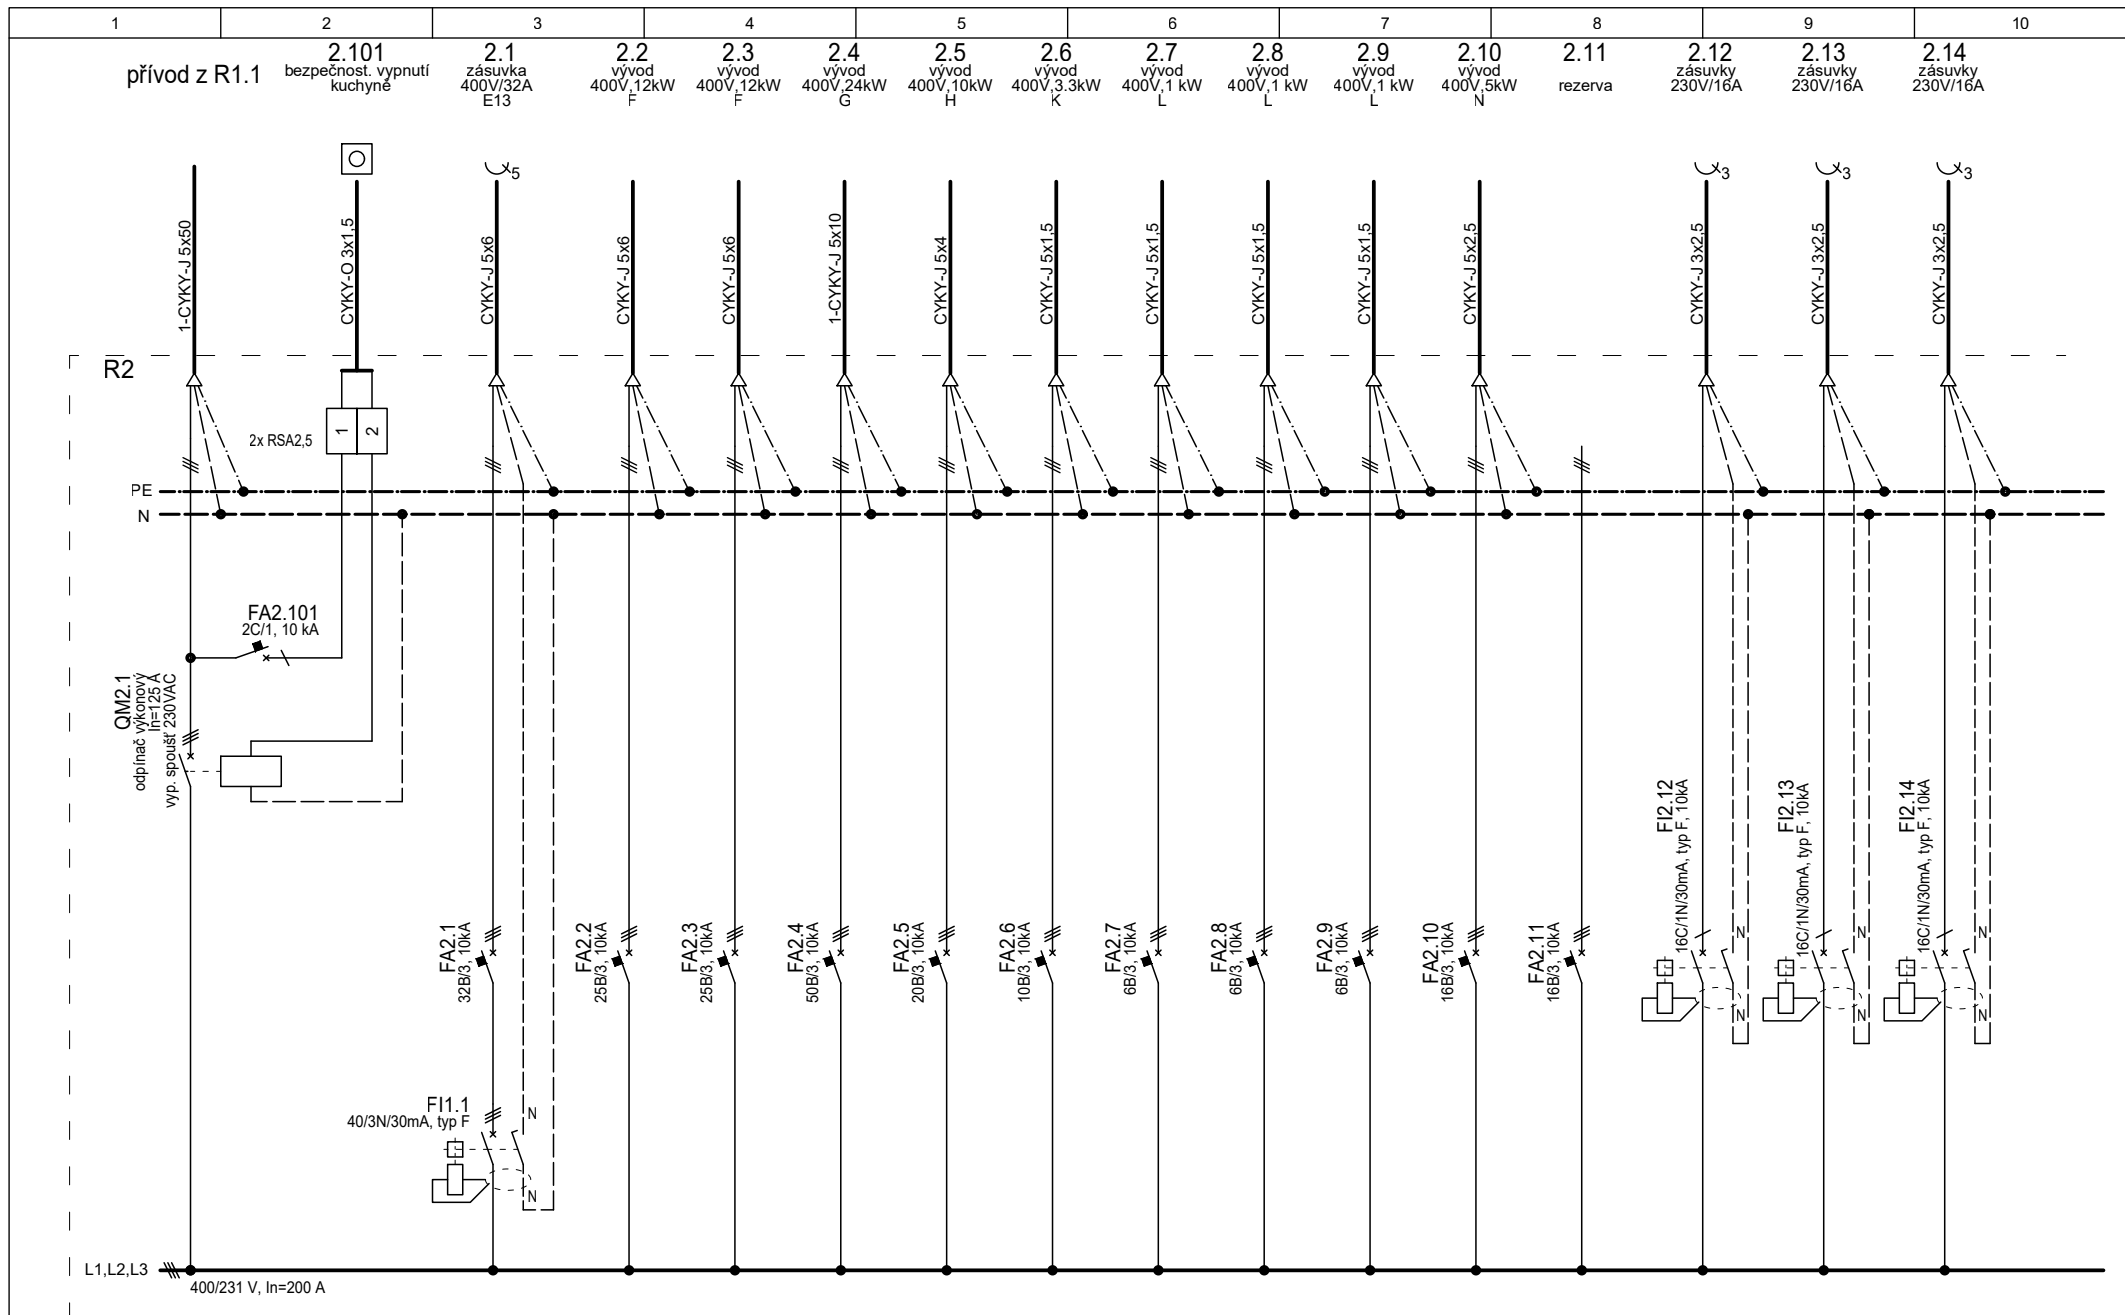 1 2 3 4 5 6 7 8 9 10
přívod z R1.1
2.101
bezpečnost. vypnutí
kuchyně
2.1
zásuvka
400V/32A
E13
2.2
vývod
400V,12kW
F
2.3
vývod
400V,12kW
F
2.4
vývod
400V,24kW
G
2.5
vývod
400V,10kW
H
2.6
vývod
400V,3.3kW
K
2.7
vývod
400V,1 kW
L
2.8
vývod
400V,1 kW
L
2.9
vývod
400V,1 kW
L
2.10
vývod
400V,5kW
N
2.11
rezerva
2.12
zásuvky
230V/16A
2.13
zásuvky
230V/16A
2.14
zásuvky
230V/16A
5
3
3
3
1-CYKY-J 5x50
CYKY-O 3x1,5
CYKY-J 5x6
CYKY-J 5x6
CYKY-J 5x6
1-CYKY-J 5x10
CYKY-J 5x4
CYKY-J 5x1,5
CYKY-J 5x1,5
CYKY-J 5x1,5
CYKY-J 5x1,5
CYKY-J 5x2,5
CYKY-J 3x2,5
CYKY-J 3x2,5
CYKY-J 3x2,5
R2
2x RSA2,5
1
2
PE
N
FA2.101
2C/1, 10 kA
QM2.1
odpínač výkonový
In=125 A
vyp. spoušť 230VAC
FA2.1
32B/3, 10kA
FA2.2
25B/3, 10kA
FA2.3
25B/3, 10kA
FA2.4
50B/3, 10kA
FA2.5
20B/3, 10kA
FA2.6
10B/3, 10kA
FA2.7
6B/3, 10kA
FA2.8
6B/3, 10kA
FA2.9
6B/3, 10kA
FA2.10
16B/3, 10kA
FA2.11
16B/3, 10kA
FI2.12
16C/1N/30mA, typ F, 10kA
N
N
FI2.13
16C/1N/30mA, typ F, 10kA
N
N
FI2.14
16C/1N/30mA, typ F, 10kA
N
N
FI1.1
40/3N/30mA, typ F
N
N
L1,L2,L3
400/231 V, In=200 A